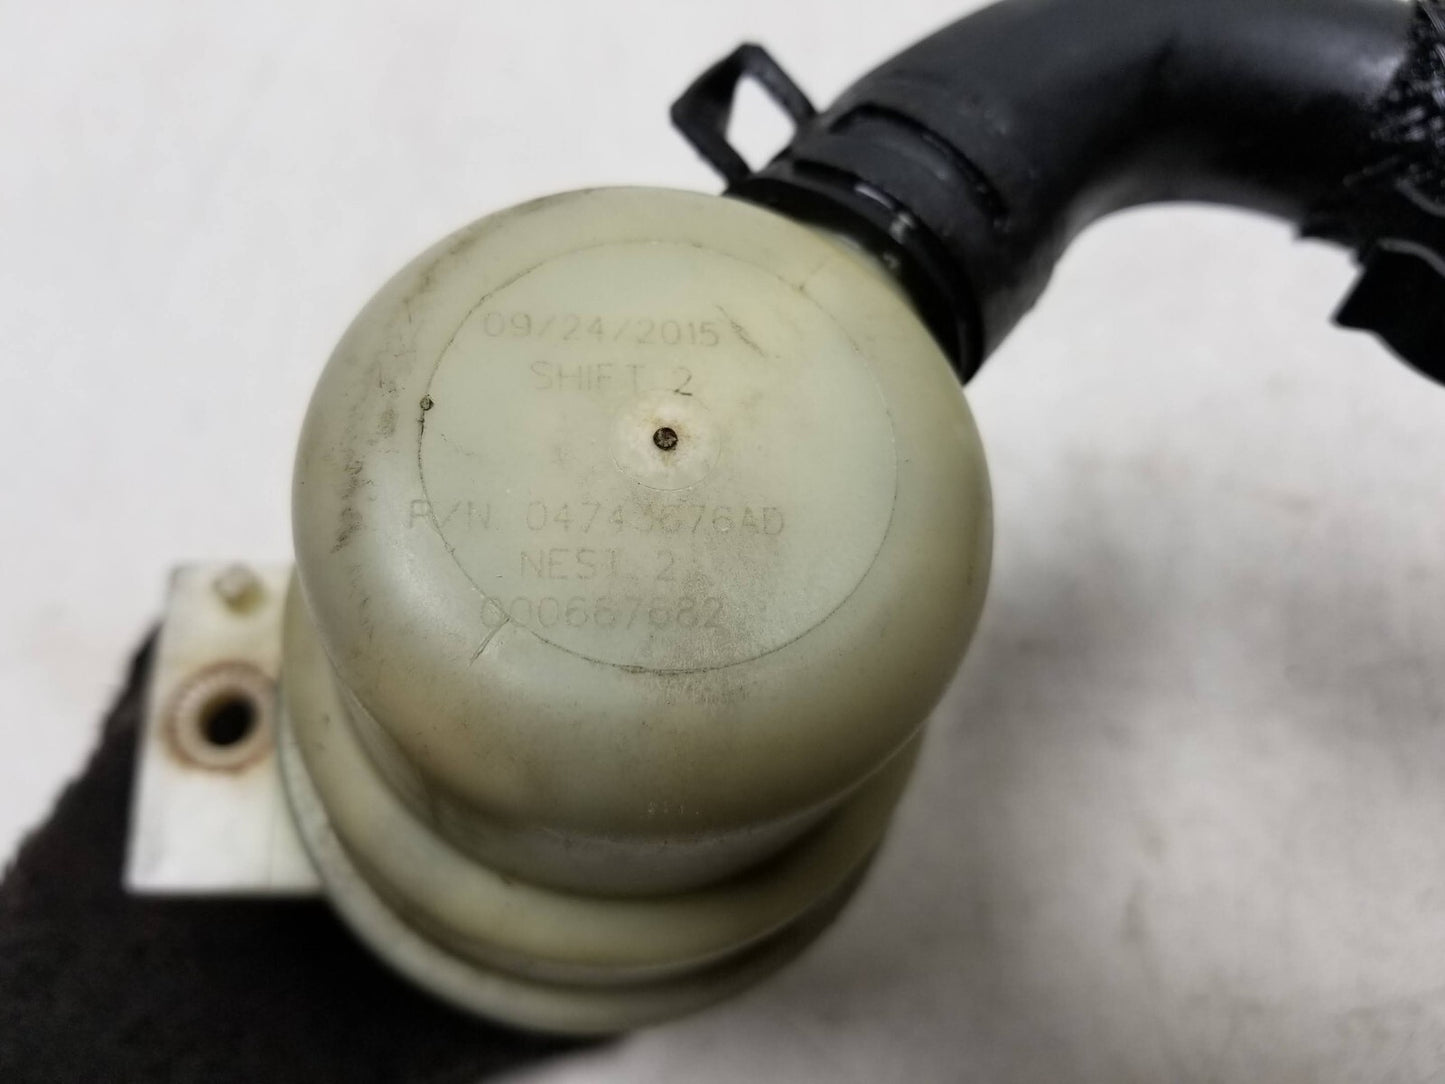 09/24/2015
SHIFT 2
P/N. 04743676AD
NEST 2
000667682